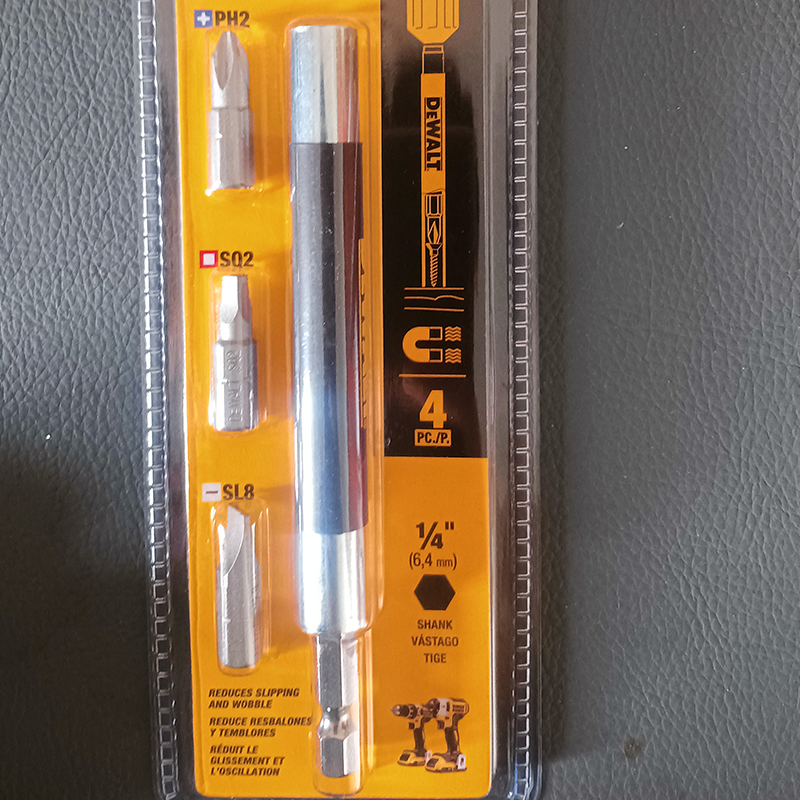 PH2
DEWALT
SQ2
4
PC./P.
SL8
1/4"
(6,4 mm)
SHANK
VÁSTAGO
TIGE
REDUCES SLIPPING
AND WOBBLE
REDUCE RESBALONES
Y TEMBLORES
RÉDUIT LE
GLISSEMENT ET
L'OSCILLATION